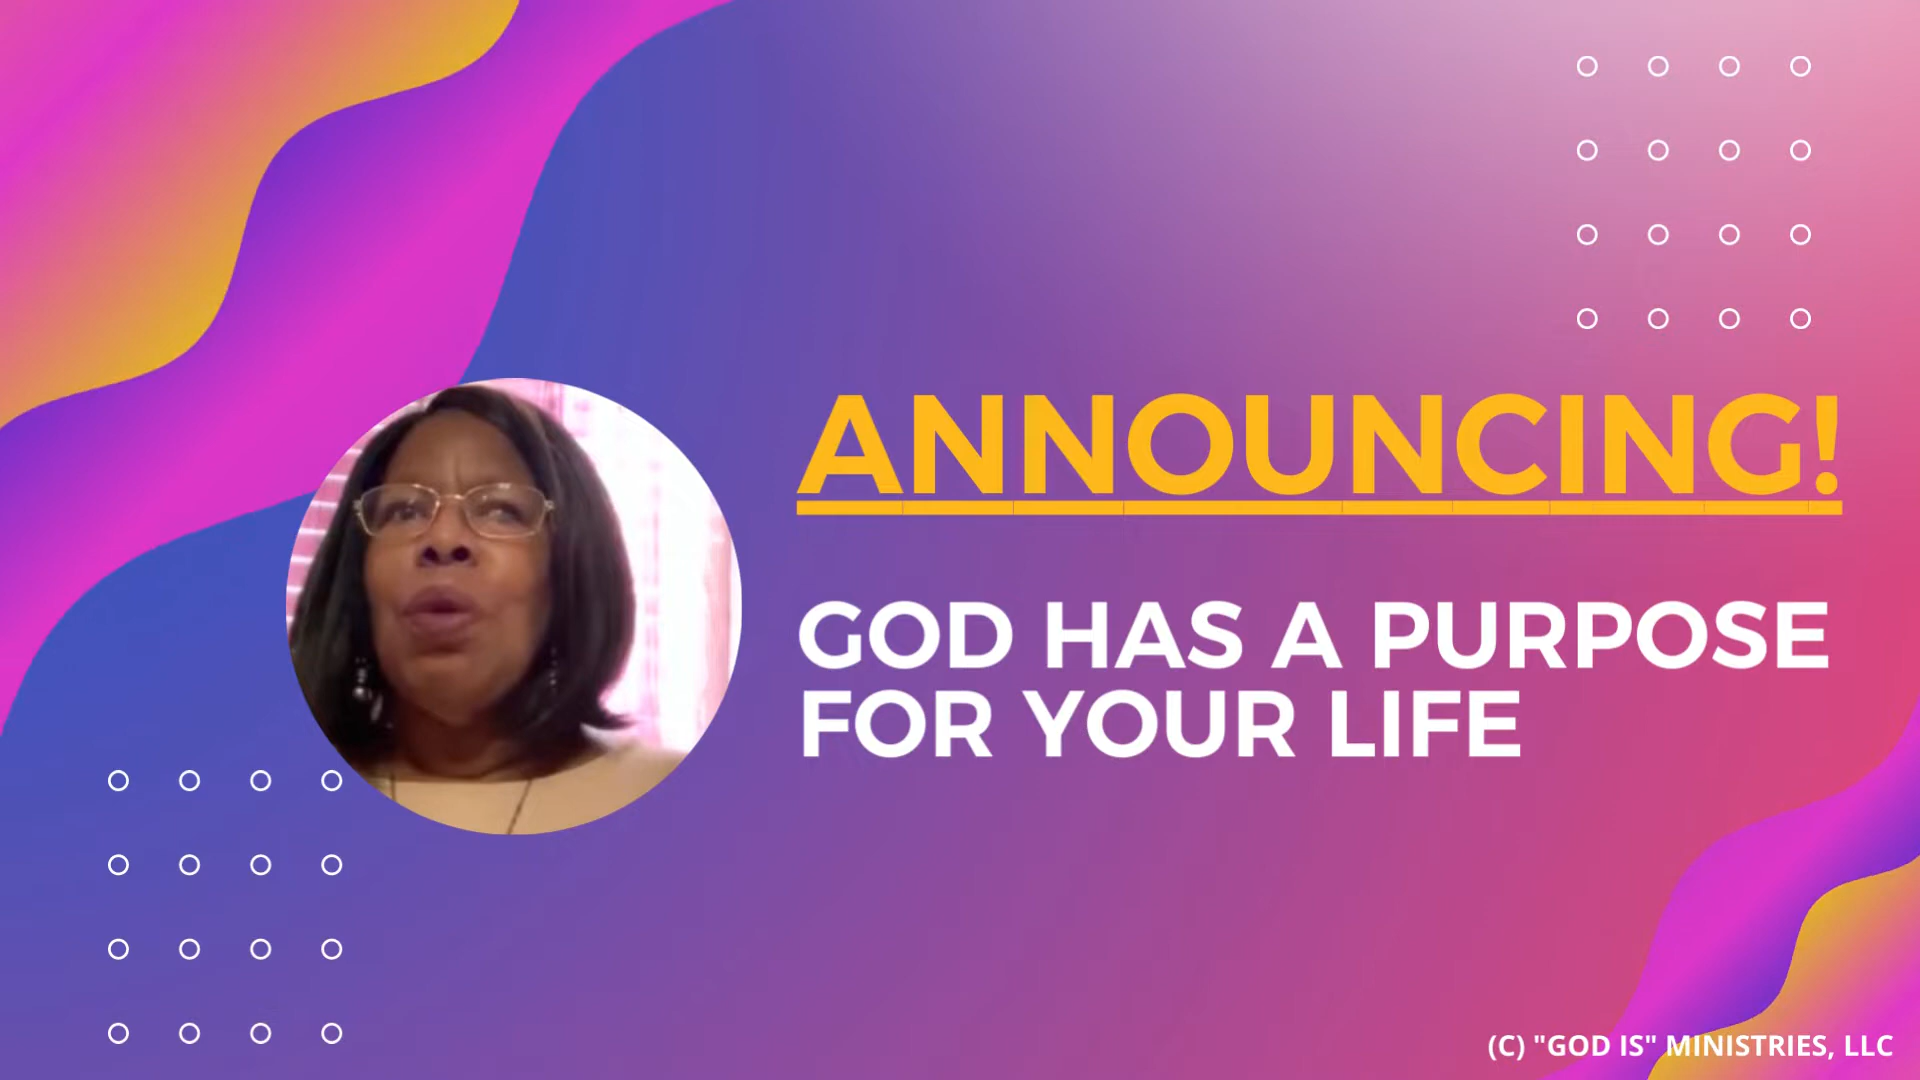 ANNOUNCING!
GOD HAS A PURPOSE
FOR YOUR LIFE
(C) "GOD IS" MINISTRIES, LLC